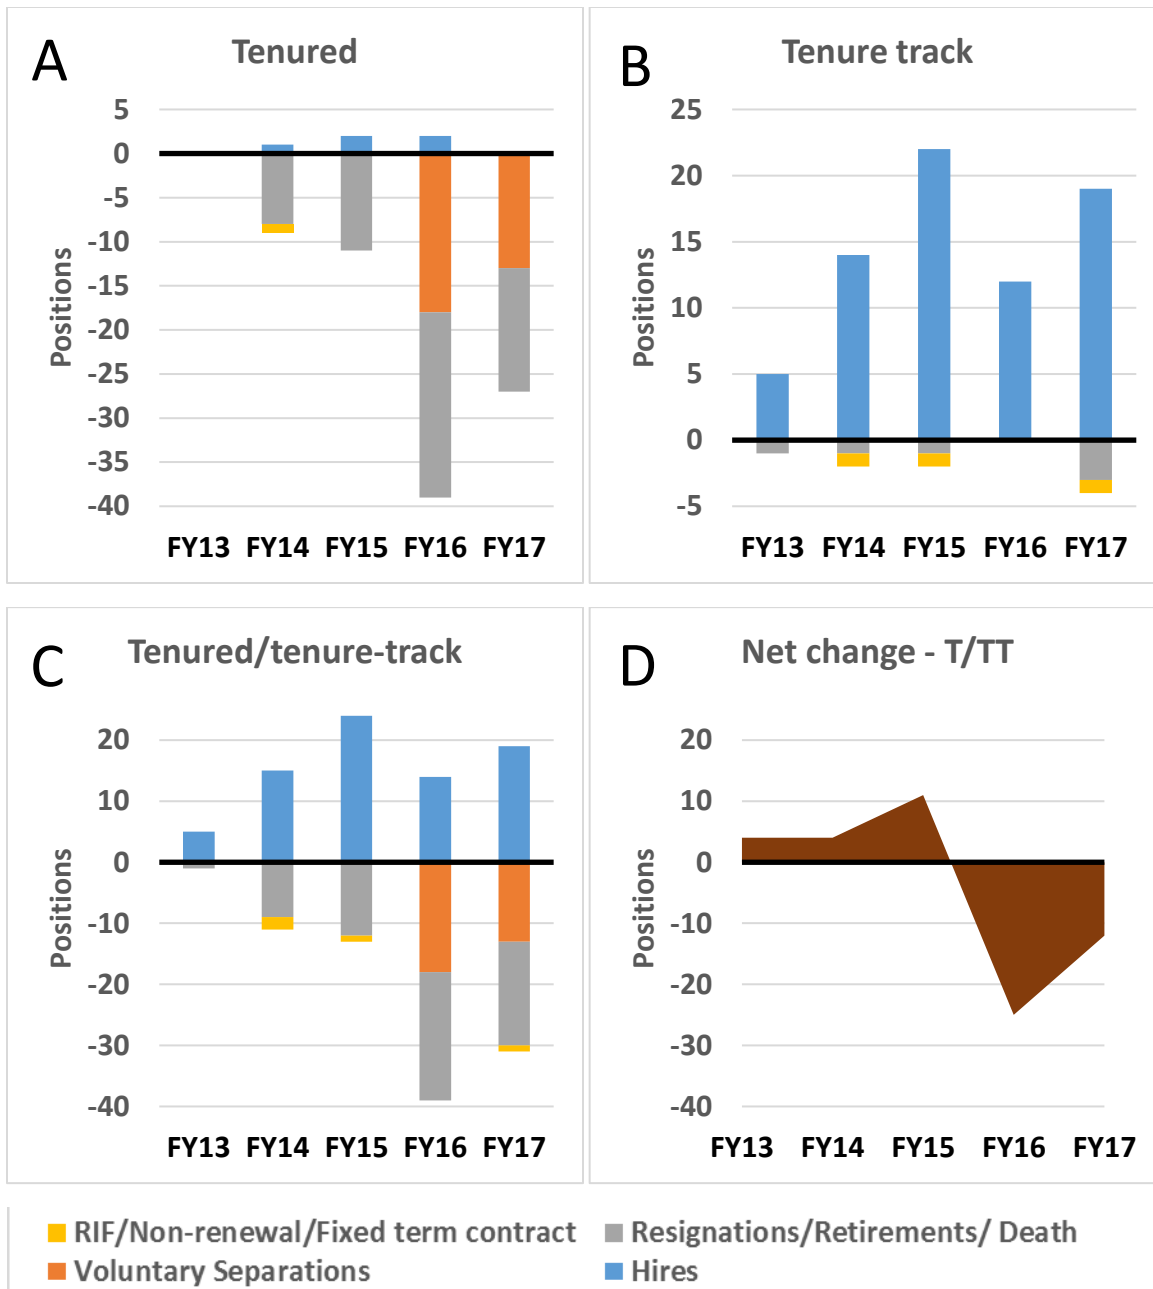 A
Tenured
5
0
-5
-10
-15
-20
-25
-30
-35
-40
Positions
FY13 FY14 FY15 FY16 FY17
B
Tenure track
25
20
15
10
5
0
-5
Positions
FY13 FY14 FY15 FY16 FY17
C
Tenured/tenure-track
20
10
0
-10
-20
-30
-40
Positions
FY13 FY14 FY15 FY16 FY17
D
Net change - T/TT
20
10
0
-10
-20
-30
-40
Positions
FY13 FY14 FY15 FY16 FY17
RIF/Non-renewal/Fixed term contract
Resignations/Retirements/ Death
Voluntary Separations
Hires